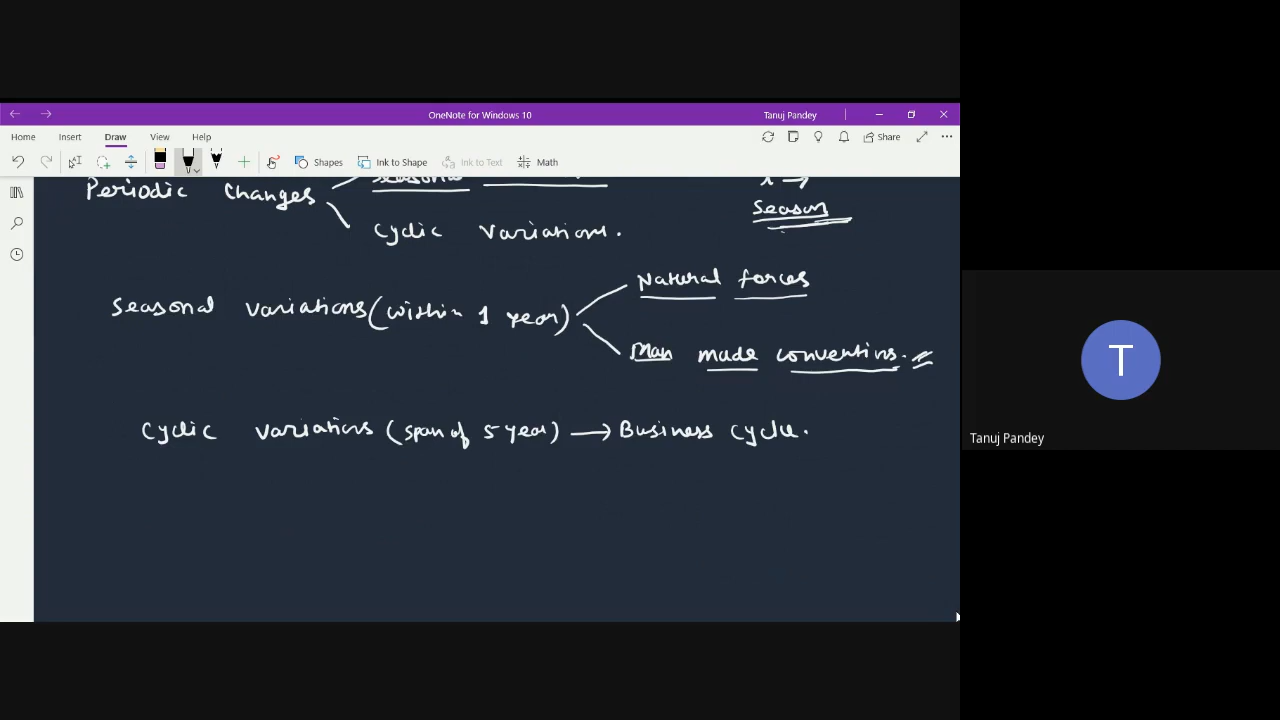 OneNote for Windows 10
Tanuj Pandey
Home Insert Draw View Help
Share
Shapes Ink to Shape Ink to Text Math
Periodic Changes
Seasonal
Season
Cyclic Variations.
Seasonal Variations (within 1 year)
Natural forces
Man made conventins.
Cyclic Variations (span of 5 year) → Business cycle.
T
Tanuj Pandey